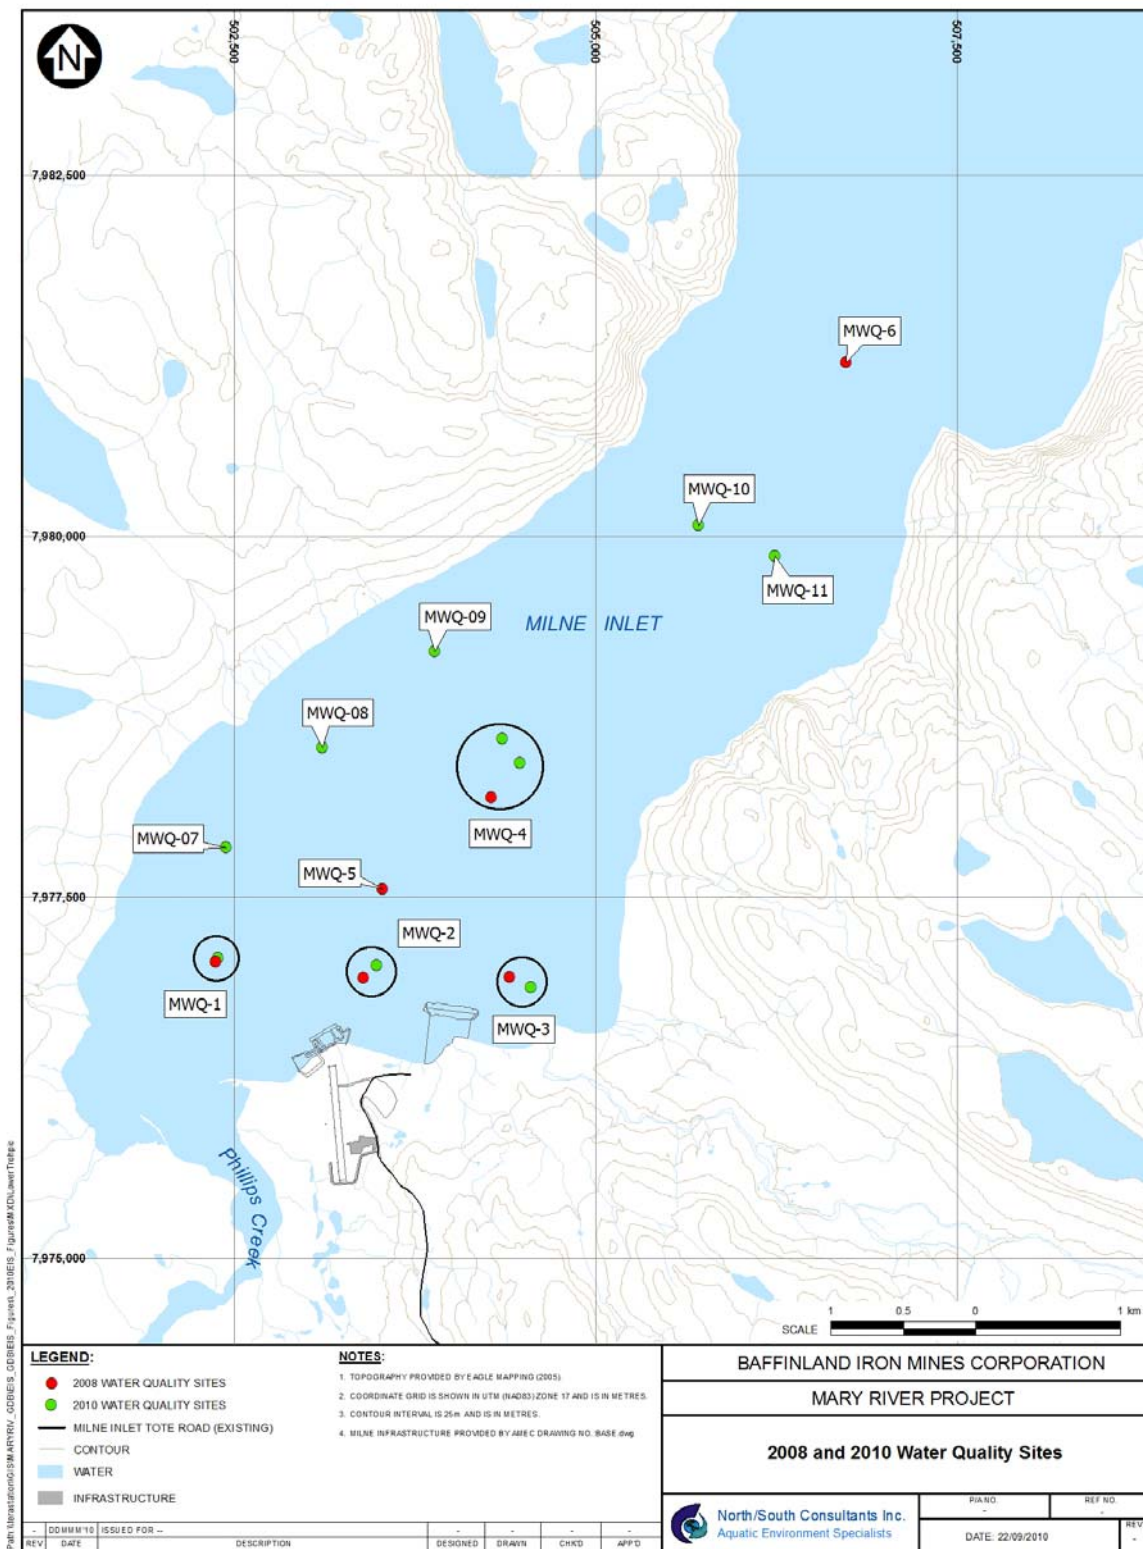 N
502,500
505,000
507,500
7,982,500
MWQ-6
MWQ-10
7,980,000
MWQ-11
MWQ-09
MILNE INLET
MWQ-08
MWQ-4
MWQ-07
MWQ-5
7,977,500
MWQ-2
MWQ-1
MWQ-3
Phillips Creek
7,975,000
1 0.5 0 1 km
SCALE
LEGEND:
2008 WATER QUALITY SITES
2010 WATER QUALITY SITES
MILNE INLET TOTE ROAD (EXISTING)
CONTOUR
WATER
INFRASTRUCTURE
NOTES:
1. TOPOGRAPHY PROVIDED BY EAGLE MAPPING (2005).
2. COORDINATE GRID IS SHOWN IN UTM (NAD83) ZONE 17 AND IS IN METRES.
3. CONTOUR INTERVAL IS 25m AND IS IN METRES.
4. MILNE INFRASTRUCTURE PROVIDED BY AMEC DRAWING NO. BASE.dwg
BAFFINLAND IRON MINES CORPORATION
MARY RIVER PROJECT
2008 and 2010 Water Quality Sites
North/South Consultants Inc.
Aquatic Environment Specialists
P/A NO.
-
REF NO.
-
DATE: 22/09/2010
REV
-
- DDMMM'10 ISSUED FOR -- - - - -
REV DATE DESCRIPTION DESIGNED DRAWN CHK'D APP'D